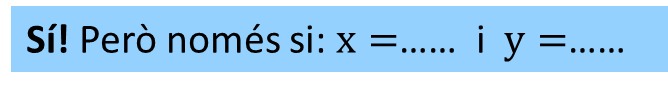 Sí! Però només si: x =...... i y =......